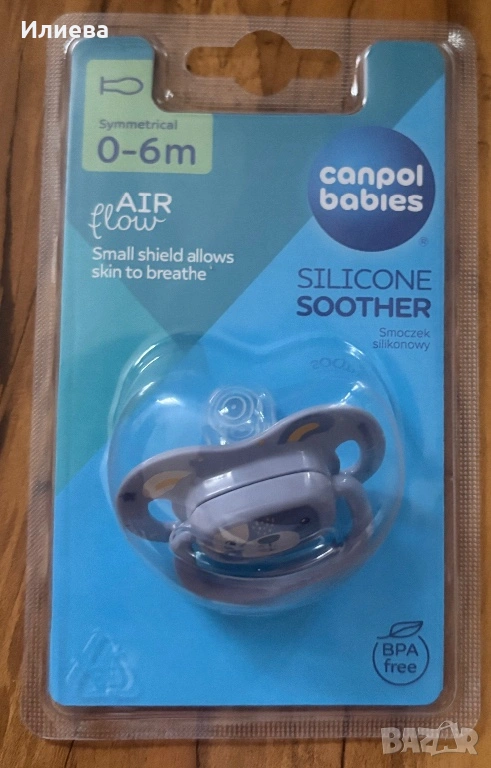 Илиева
Symmetrical
0-6m
AIR
flow
Small shield allows
skin to breathe
canpol
babies
®
SILICONE
SOOTHER
Smoczek
silikonowy
BPA
free
BAZAR